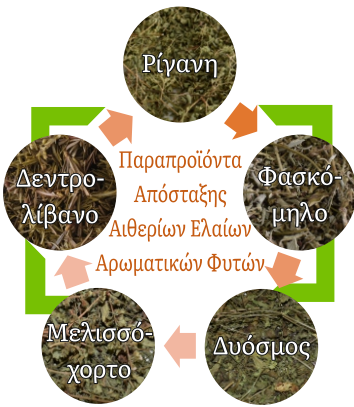 Ρίγανη
Παραπροϊόντα
Απόσταξης
Αιθερίων Ελαίων
Αρωματικών Φυτών
Φασκό-
μηλο
Δυόσμος
Μελισσό-
χορτο
Δεντρο-
λίβανο